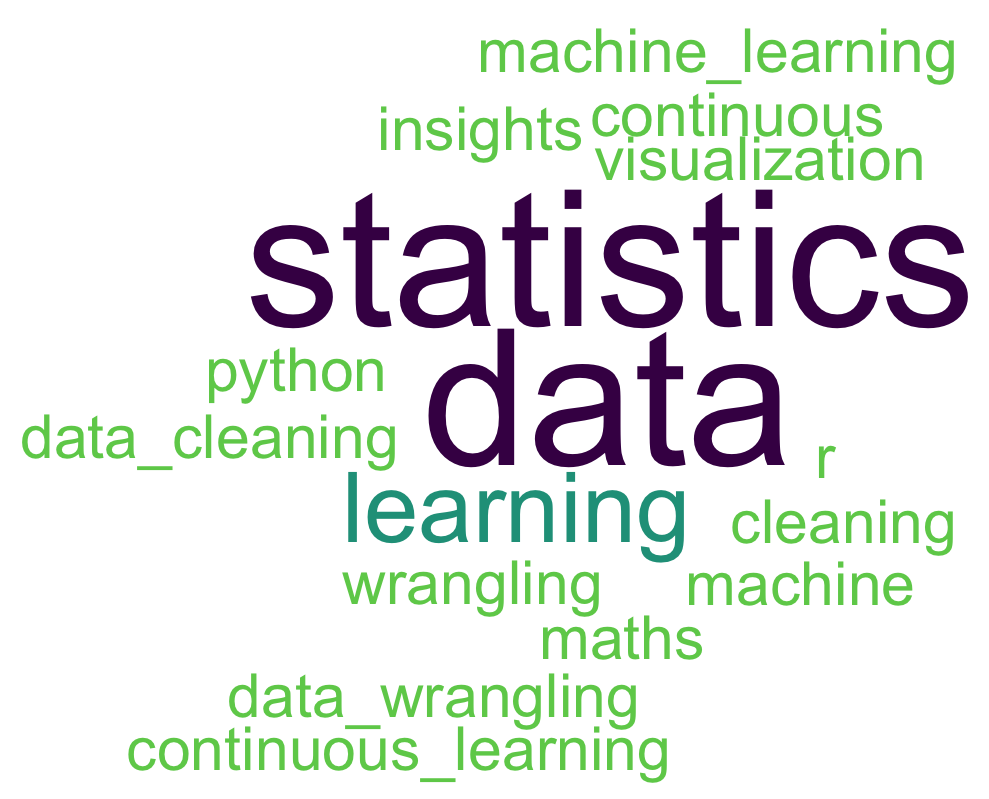 machine_learning
insights continuous
visualization
statistics
python data
data_cleaning r
learning cleaning
wrangling machine
maths
data_wrangling
continuous_learning